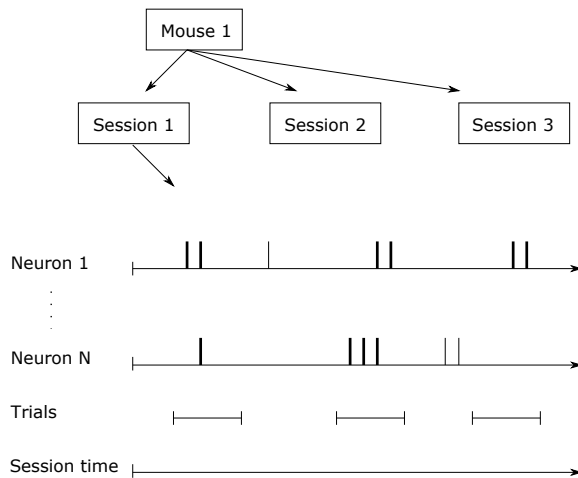 Mouse 1
Session 1
Session 2
Session 3
Neuron 1
Neuron N
Trials
Session time